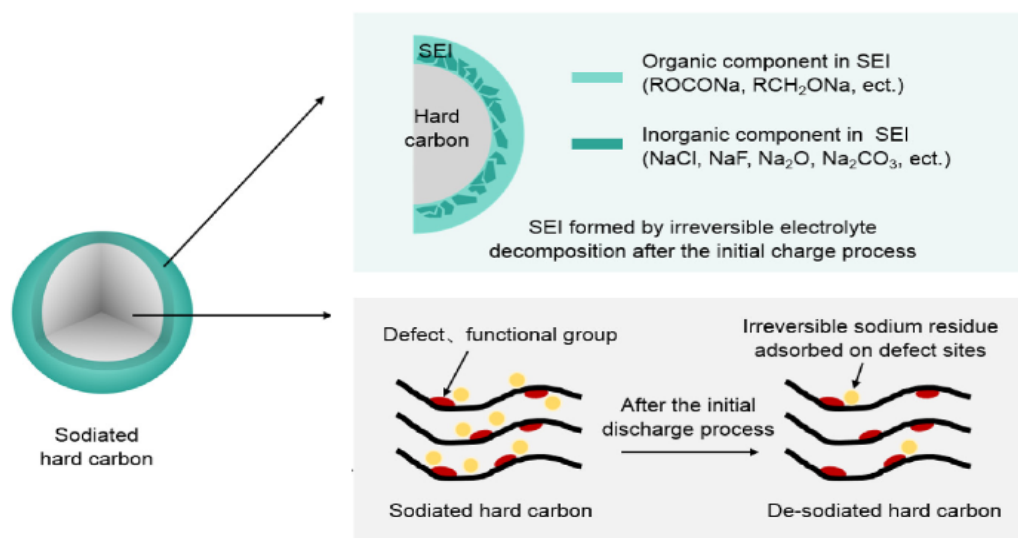 SEI
Hard
carbon
Organic component in SEI
(ROCONa, RCH₂ONa, ect.)
Inorganic component in SEI
(NaCl, NaF, Na₂O, Na₂CO₃, ect.)
SEI formed by irreversible electrolyte
decomposition after the initial charge process
Sodiated
hard carbon
Defect、functional group
Irreversible sodium residue
adsorbed on defect sites
After the initial
discharge process
Sodiated hard carbon
De-sodiated hard carbon